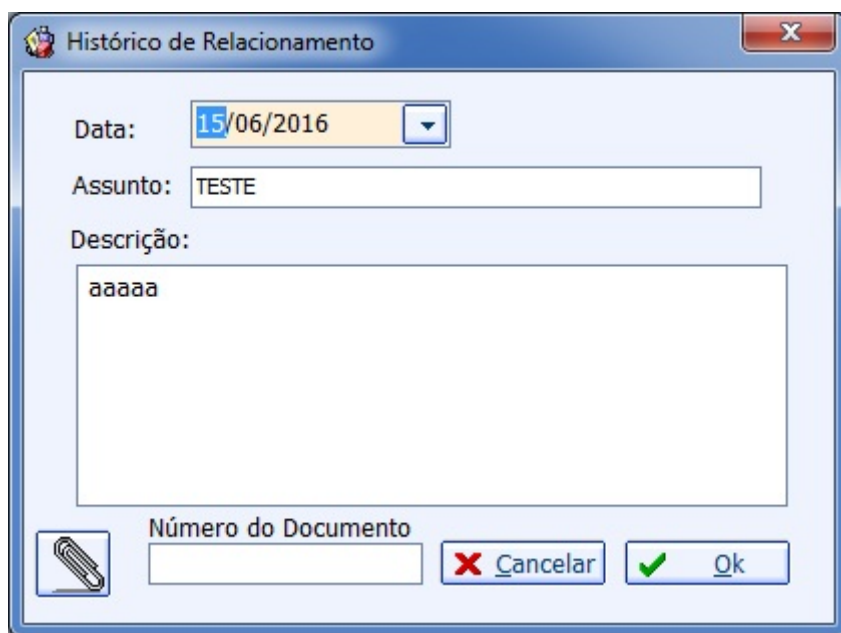 Histórico de Relacionamento
Data: 15/06/2016
Assunto: TESTE
Descrição:
aaaaa
Número do Documento
Cancelar Ok